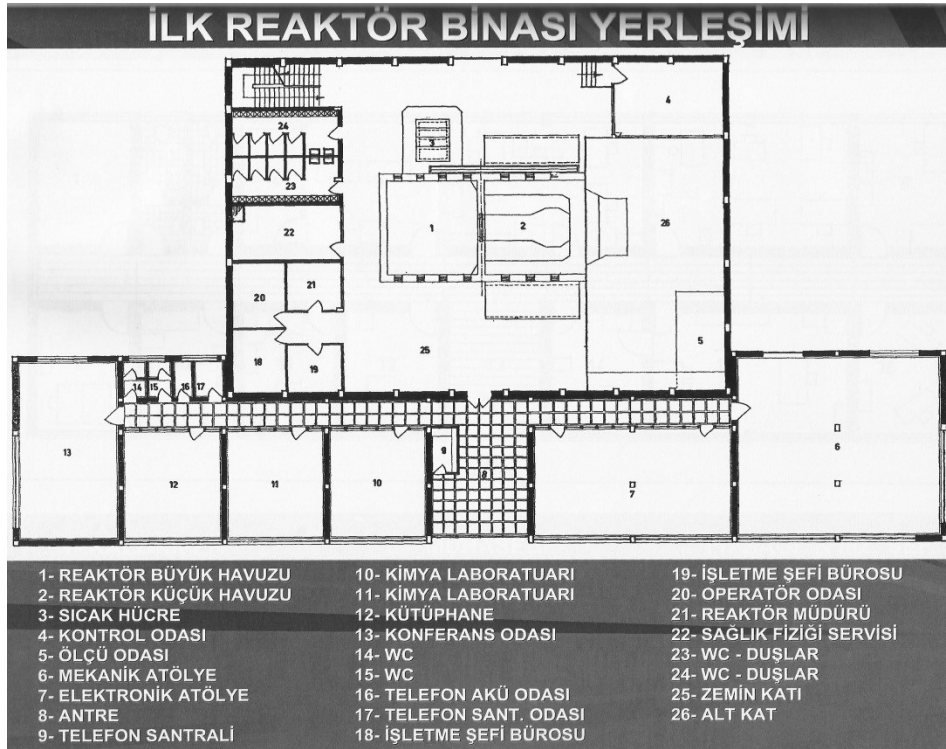 İLK REAKTÖR BİNASI YERLEŞİMİ
4
24
3
23
22
1
2
26
20
21
25
18
19
5
14
15
16
17
13
12
11
10
9
8
7
6
1- REAKTÖR BÜYÜK HAVUZU
2- REAKTÖR KÜÇÜK HAVUZU
3- SICAK HÜCRE
4- KONTROL ODASI
5- ÖLÇÜ ODASI
6- MEKANİK ATÖLYE
7- ELEKTRONİK ATÖLYE
8- ANTRE
9- TELEFON SANTRALİ
10- KİMYA LABORATUARI
11- KİMYA LABORATUARI
12- KÜTÜPHANE
13- KONFERANS ODASI
14- WC
15- WC
16- TELEFON AKÜ ODASI
17- TELEFON SANT. ODASI
18- İŞLETME ŞEFİ BÜROSU
19- İŞLETME ŞEFİ BÜROSU
20- OPERATÖR ODASI
21- REAKTÖR MÜDÜRÜ
22- SAĞLIK FİZİĞİ SERVİSİ
23- WC - DUŞLAR
24- WC - DUŞLAR
25- ZEMİN KATI
26- ALT KAT